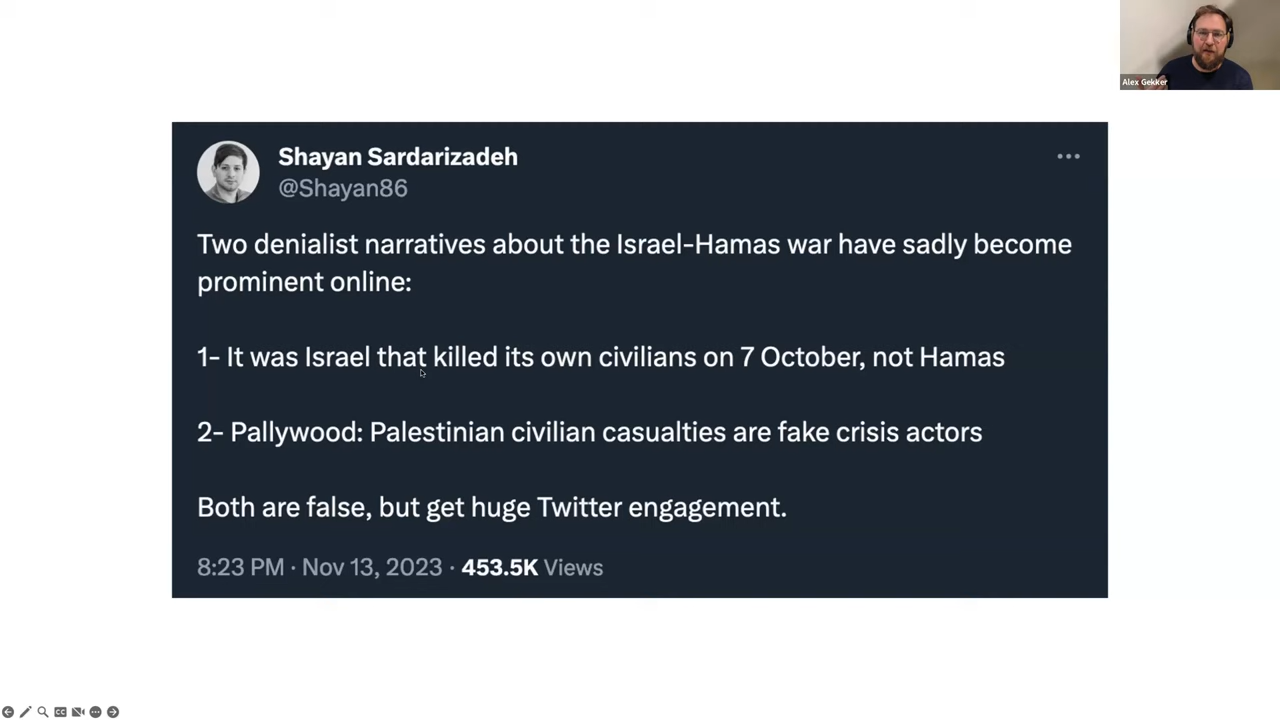 Alex Gekker
Shayan Sardarizadeh
@Shayan86
Two denialist narratives about the Israel-Hamas war have sadly become
prominent online:
1- It was Israel that killed its own civilians on 7 October, not Hamas
2- Pallywood: Palestinian civilian casualties are fake crisis actors
Both are false, but get huge Twitter engagement.
8:23 PM · Nov 13, 2023 · 453.5K Views
CC